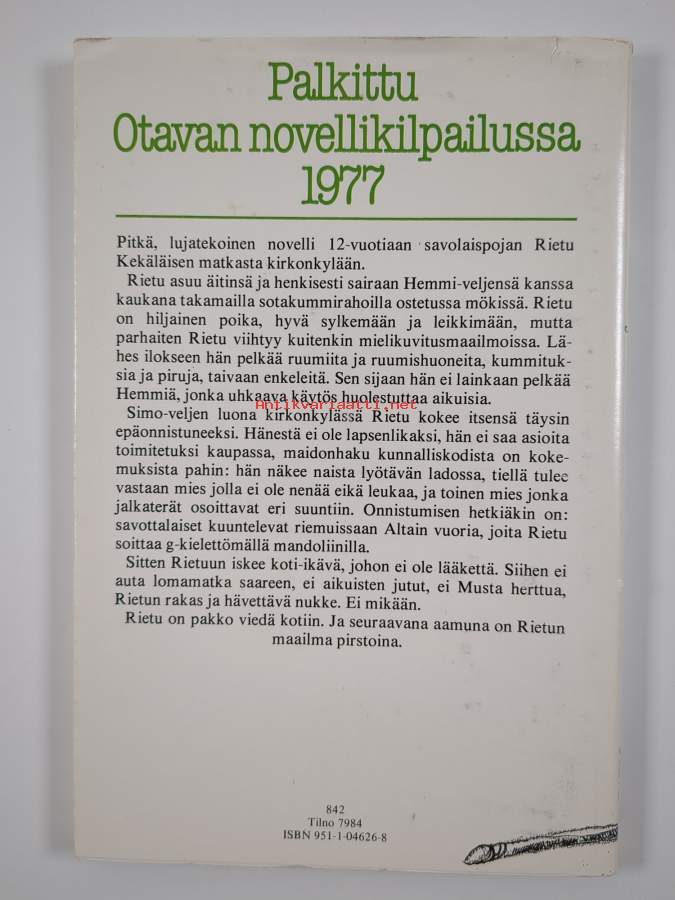 Palkittu
Otavan novellikilpailussa
1977
Pitkä, lujatekoinen novelli 12-vuotiaan savolaispojan Rietu
Kekäläisen matkasta kirkonkylään.
Rietu asuu äitinsä ja henkisesti sairaan Hemmi-veljensä kanssa
kaukana takamailla sotakummirahoilla ostetussa mökissä. Rietu
on hiljainen poika, hyvä sylkemään ja leikkimään, mutta
parhaiten Rietu viihtyy kuitenkin mielikuvitusmaailmoissa. Lä-
hes ilokseen hän pelkää ruumiita ja ruumishuoneita, kummituk-
sia ja piruja, taivaan enkeleitä. Sen sijaan hän ei lainkaan pelkää
Hemmiä, jonka uhkaava käytös huolestuttaa aikuisia.
Antikvariaatti.net
Simo-veljen luona kirkonkylässä Rietu kokee itsensä täysin
epäonnistuneeksi. Hänestä ei ole lapsenlikaksi, hän ei saa asioita
toimitetuksi kaupassa, maidonhaku kunnalliskodista on koke-
muksista pahin: hän näkee naista lyötävän ladossa, tiellä tulee
vastaan mies jolla ei ole nenää eikä leukaa, ja toinen mies jonka
jalkaterät osoittavat eri suuntiin. Onnistumisen hetkiäkin on:
savottalaiset kuuntelevat riemuissaan Altain vuoria, joita Rietu
soittaa g-kielettömällä mandoliinilla.
Sitten Rietuun iskee koti-ikävä, johon ei ole lääkettä. Siihen ei
auta lomamatka saareen, ei aikuisten jutut, ei Musta herttua,
Rietun rakas ja hävettävä nukke. Ei mikään.
Rietu on pakko viedä kotiin. Ja seuraavana aamuna on Rietun
maailma pirstoina.
842
Tilno 7984
ISBN 951-1-04626-8